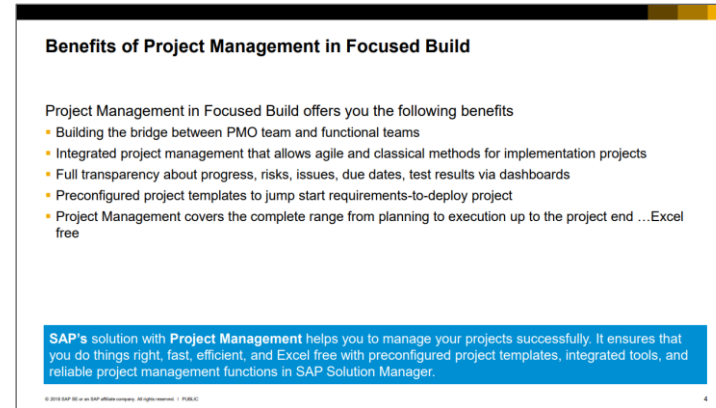 Benefits of Project Management in Focused Build
Project Management in Focused Build offers you the following benefits
▪ Building the bridge between PMO team and functional teams
▪ Integrated project management that allows agile and classical methods for implementation projects
▪ Full transparency about progress, risks, issues, due dates, test results via dashboards
▪ Preconfigured project templates to jump start requirements-to-deploy project
▪ Project Management covers the complete range from planning to execution up to the project end …Excel
free
SAP's solution with Project Management helps you to manage your projects successfully. It ensures that
you do things right, fast, efficient, and Excel free with preconfigured project templates, integrated tools, and
reliable project management functions in SAP Solution Manager.
© 2018 SAP SE or an SAP affiliate company. All rights reserved. | PUBLIC
4